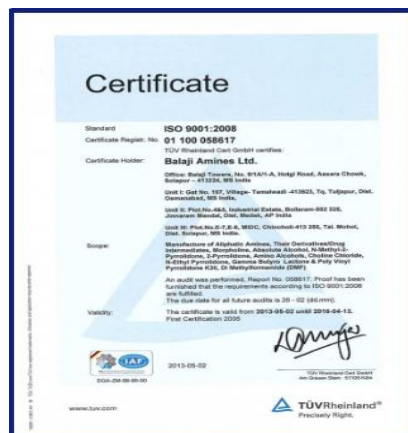 Certificate
Standard ISO 9001:2008
Certificate Registr. No. 01 100 058617
TÜV Rheinland Cert GmbH certifies:
Certificate Holder: Balaji Amines Ltd.
Office: Balaji Towers, No. 9/1A/1-A, Hotgi Road, Aasara Chowk,
Solapur – 413224, MS India
Unit I: Gat No. 197, Village- Tamalwadi -413623, Tq. Tuljapur, Dist.
Osmanabad, MS India,
Unit II: Plot.No.4&5, Industrial Estate, Bollaram-502 325,
Jinnaram Mandal, Dist. Medak, AP India
Unit III: Plot.No.E-7,E-8, MIDC, Chincholi-413 255, Tal. Mohol,
Dist. Solapur, MS India.
Scope: Manufacture of Aliphatic Amines, Their Derivatives/Drug
Intermediates, Morpholine, Absolute Alcohol, N-Methyl-2-
Pyrrolidone, 2-Pyrrolidone, Amino Alcohols, Choline Chloride,
N-Ethyl Pyrrolidone, Gamma Butyro Lactone & Poly Vinyl
Pyrrolidone K30, Di Methylformamide (DMF)
An audit was performed, Report No. 058617. Proof has been
furnished that the requirements according to ISO 9001:2008
are fulfilled.
The due date for all future audits is 26 - 02 (dd.mm).
Validity: The certificate is valid from 2013-05-02 until 2016-04-13.
First Certification 2005
2013-05-02
IAF
TÜV Rheinland Cert GmbH
Am Grauen Stein · 51105 Köln
www.tuv.com
TÜVRheinland®
Precisely Right.